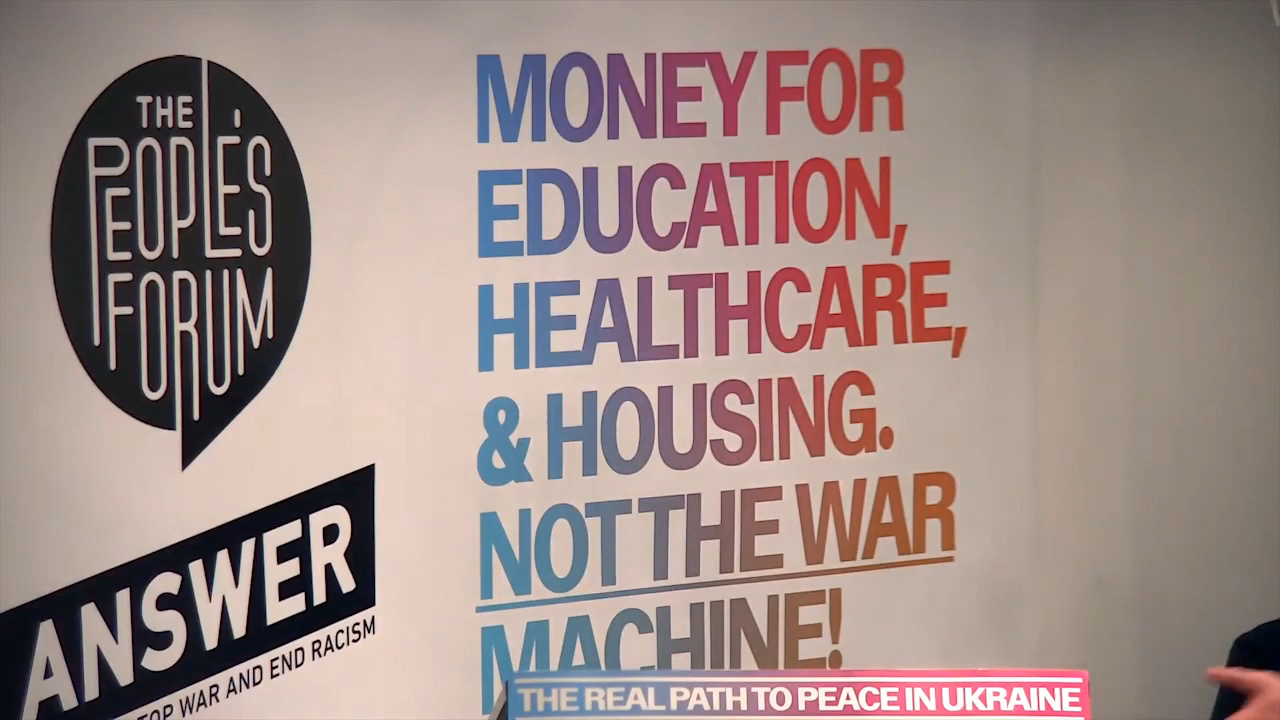 THE
PEOPLE'S
FORUM
ANSWER
TOP WAR AND END RACISM
MONEY FOR
EDUCATION,
HEALTHCARE,
& HOUSING.
NOT THE WAR
MACHINE!
THE REAL PATH TO PEACE IN UKRAINE